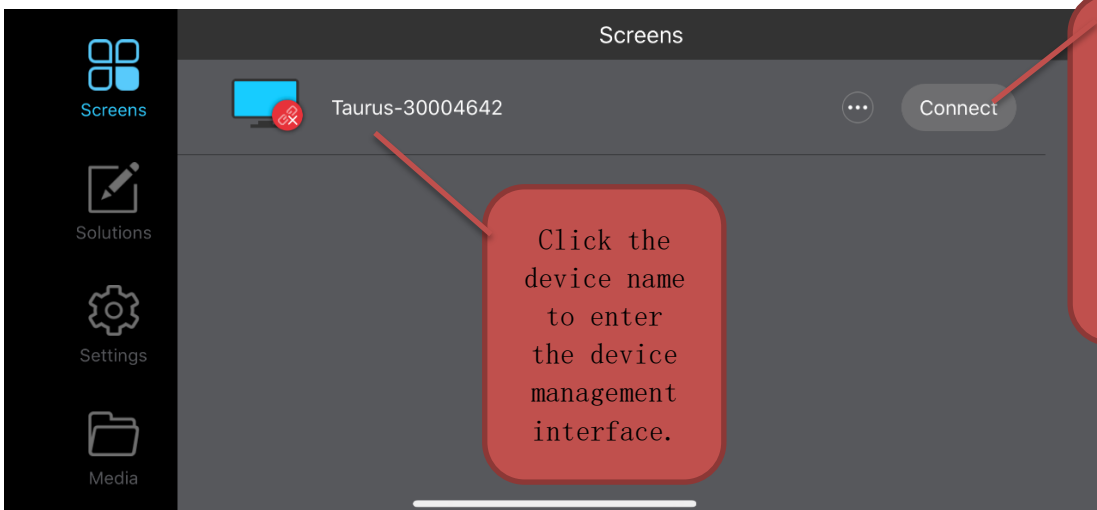 Screens
Screens
Taurus-30004642
Connect
Solutions
Settings
Media
Click the
device name
to enter
the device
management
interface.